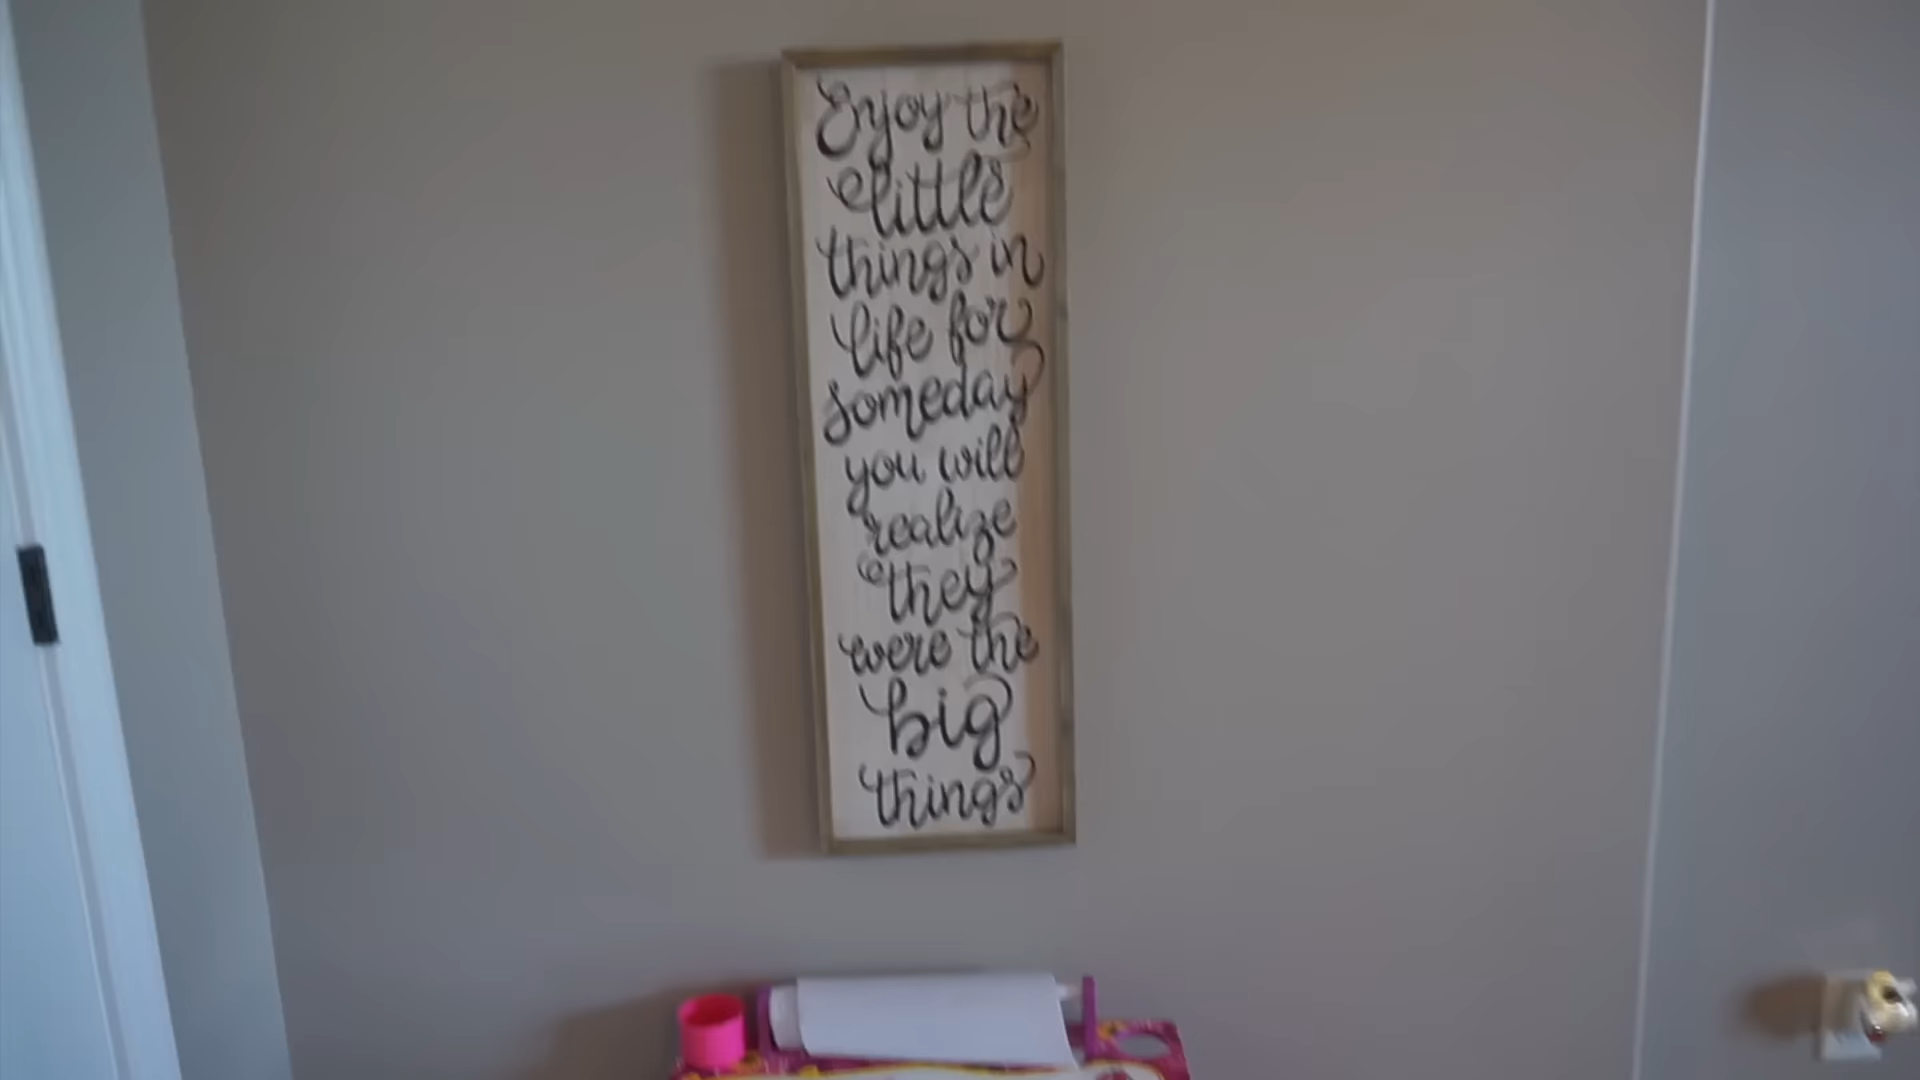 Enjoy the
little
things in
life for
someday
you will
realize
they
were the
big
things